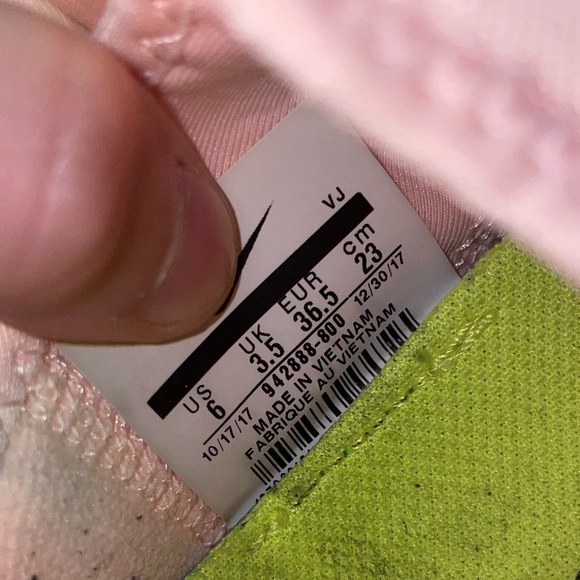 VJ
US UK EUR cm
6 3.5 36.5 23
10/17/17 942888-800 12/30/17
MADE IN VIETNAM
FABRIQUE AU VIETNAM